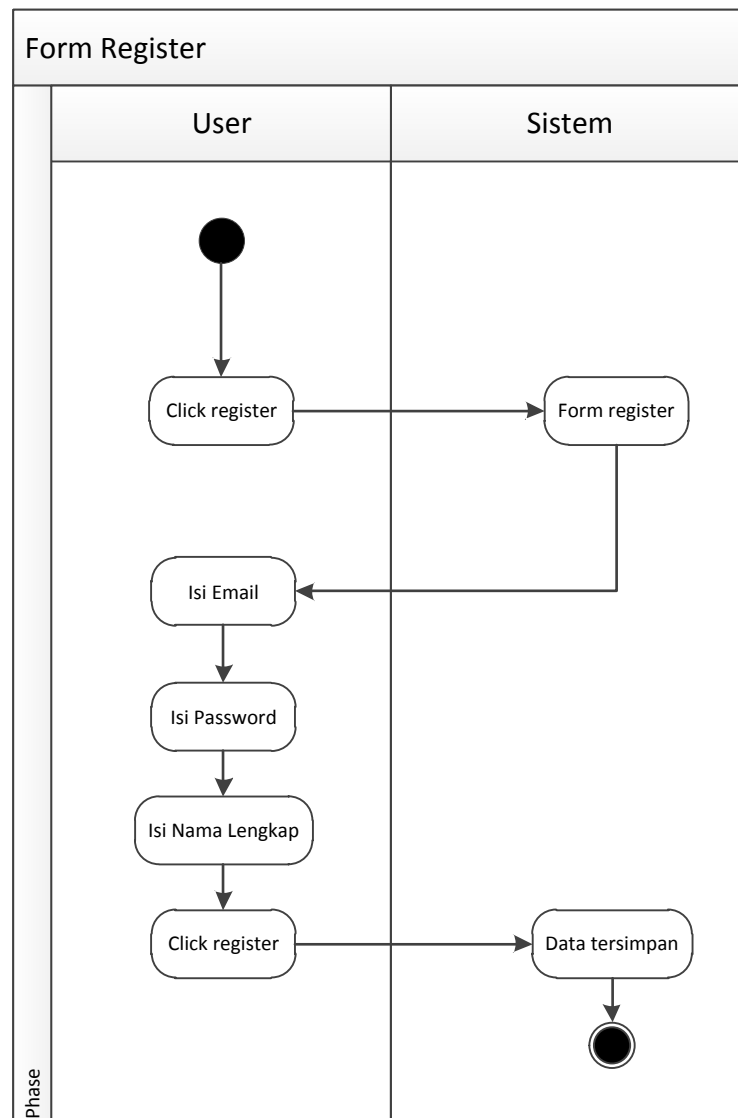 Form Register
User
Sistem
Click register
Form register
Isi Email
Isi Password
Isi Nama Lengkap
Click register
Data tersimpan
Phase